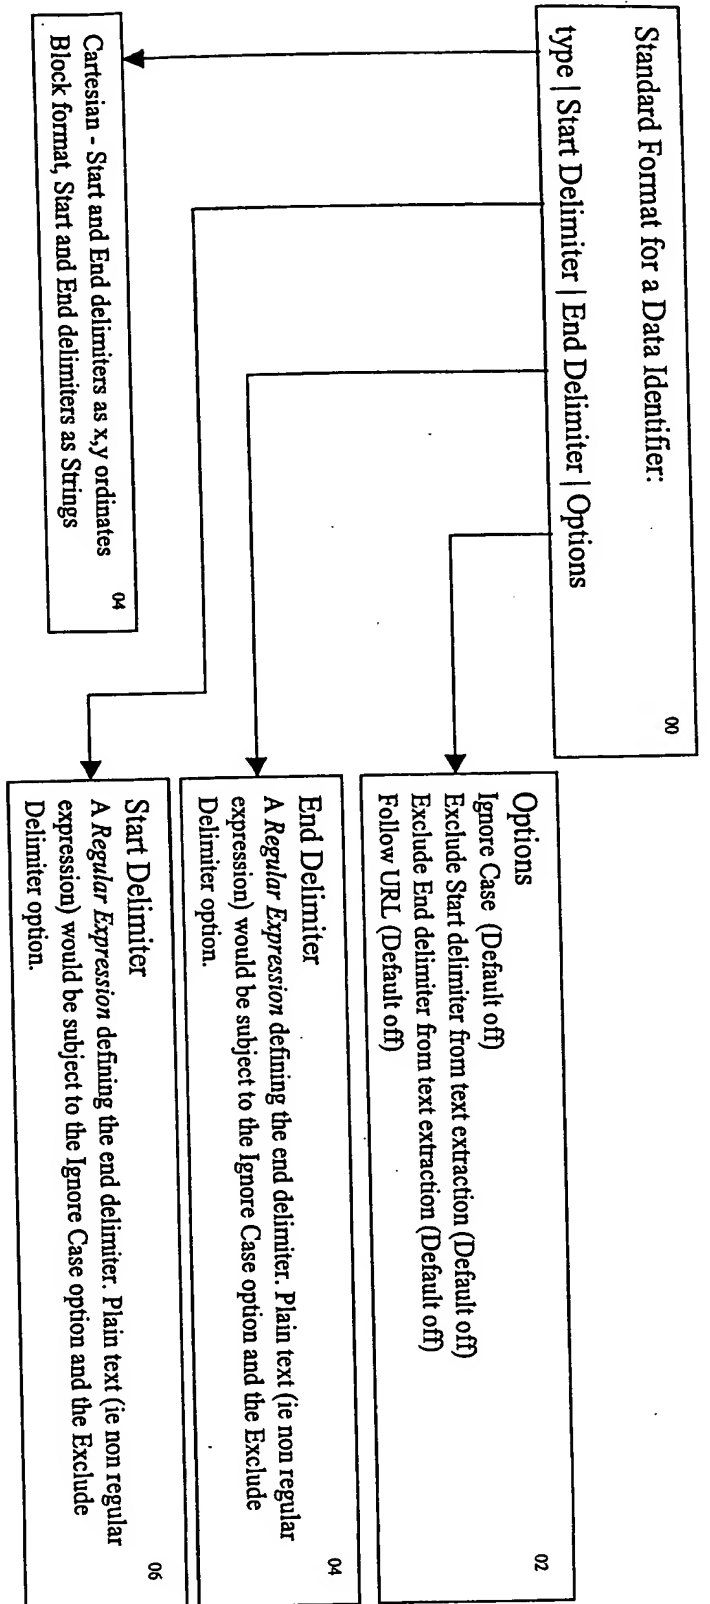 Standard Format for a Data Identifier:
00
type | Start Delimiter | End Delimiter | Options
Options
02
Ignore Case (Default off)
Exclude Start delimiter from text extraction (Default off)
Exclude End delimiter from text extraction (Default off)
Follow URL (Default off)
End Delimiter
04
A Regular Expression defining the end delimiter. Plain text (ie non regular
expression) would be subject to the Ignore Case option and the Exclude
Delimiter option.
Start Delimiter
06
A Regular Expression defining the end delimiter. Plain text (ie non regular
expression) would be subject to the Ignore Case option and the Exclude
Delimiter option.
04
Cartesian - Start and End delimiters as x,y ordinates
Block format, Start and End delimiters as Strings